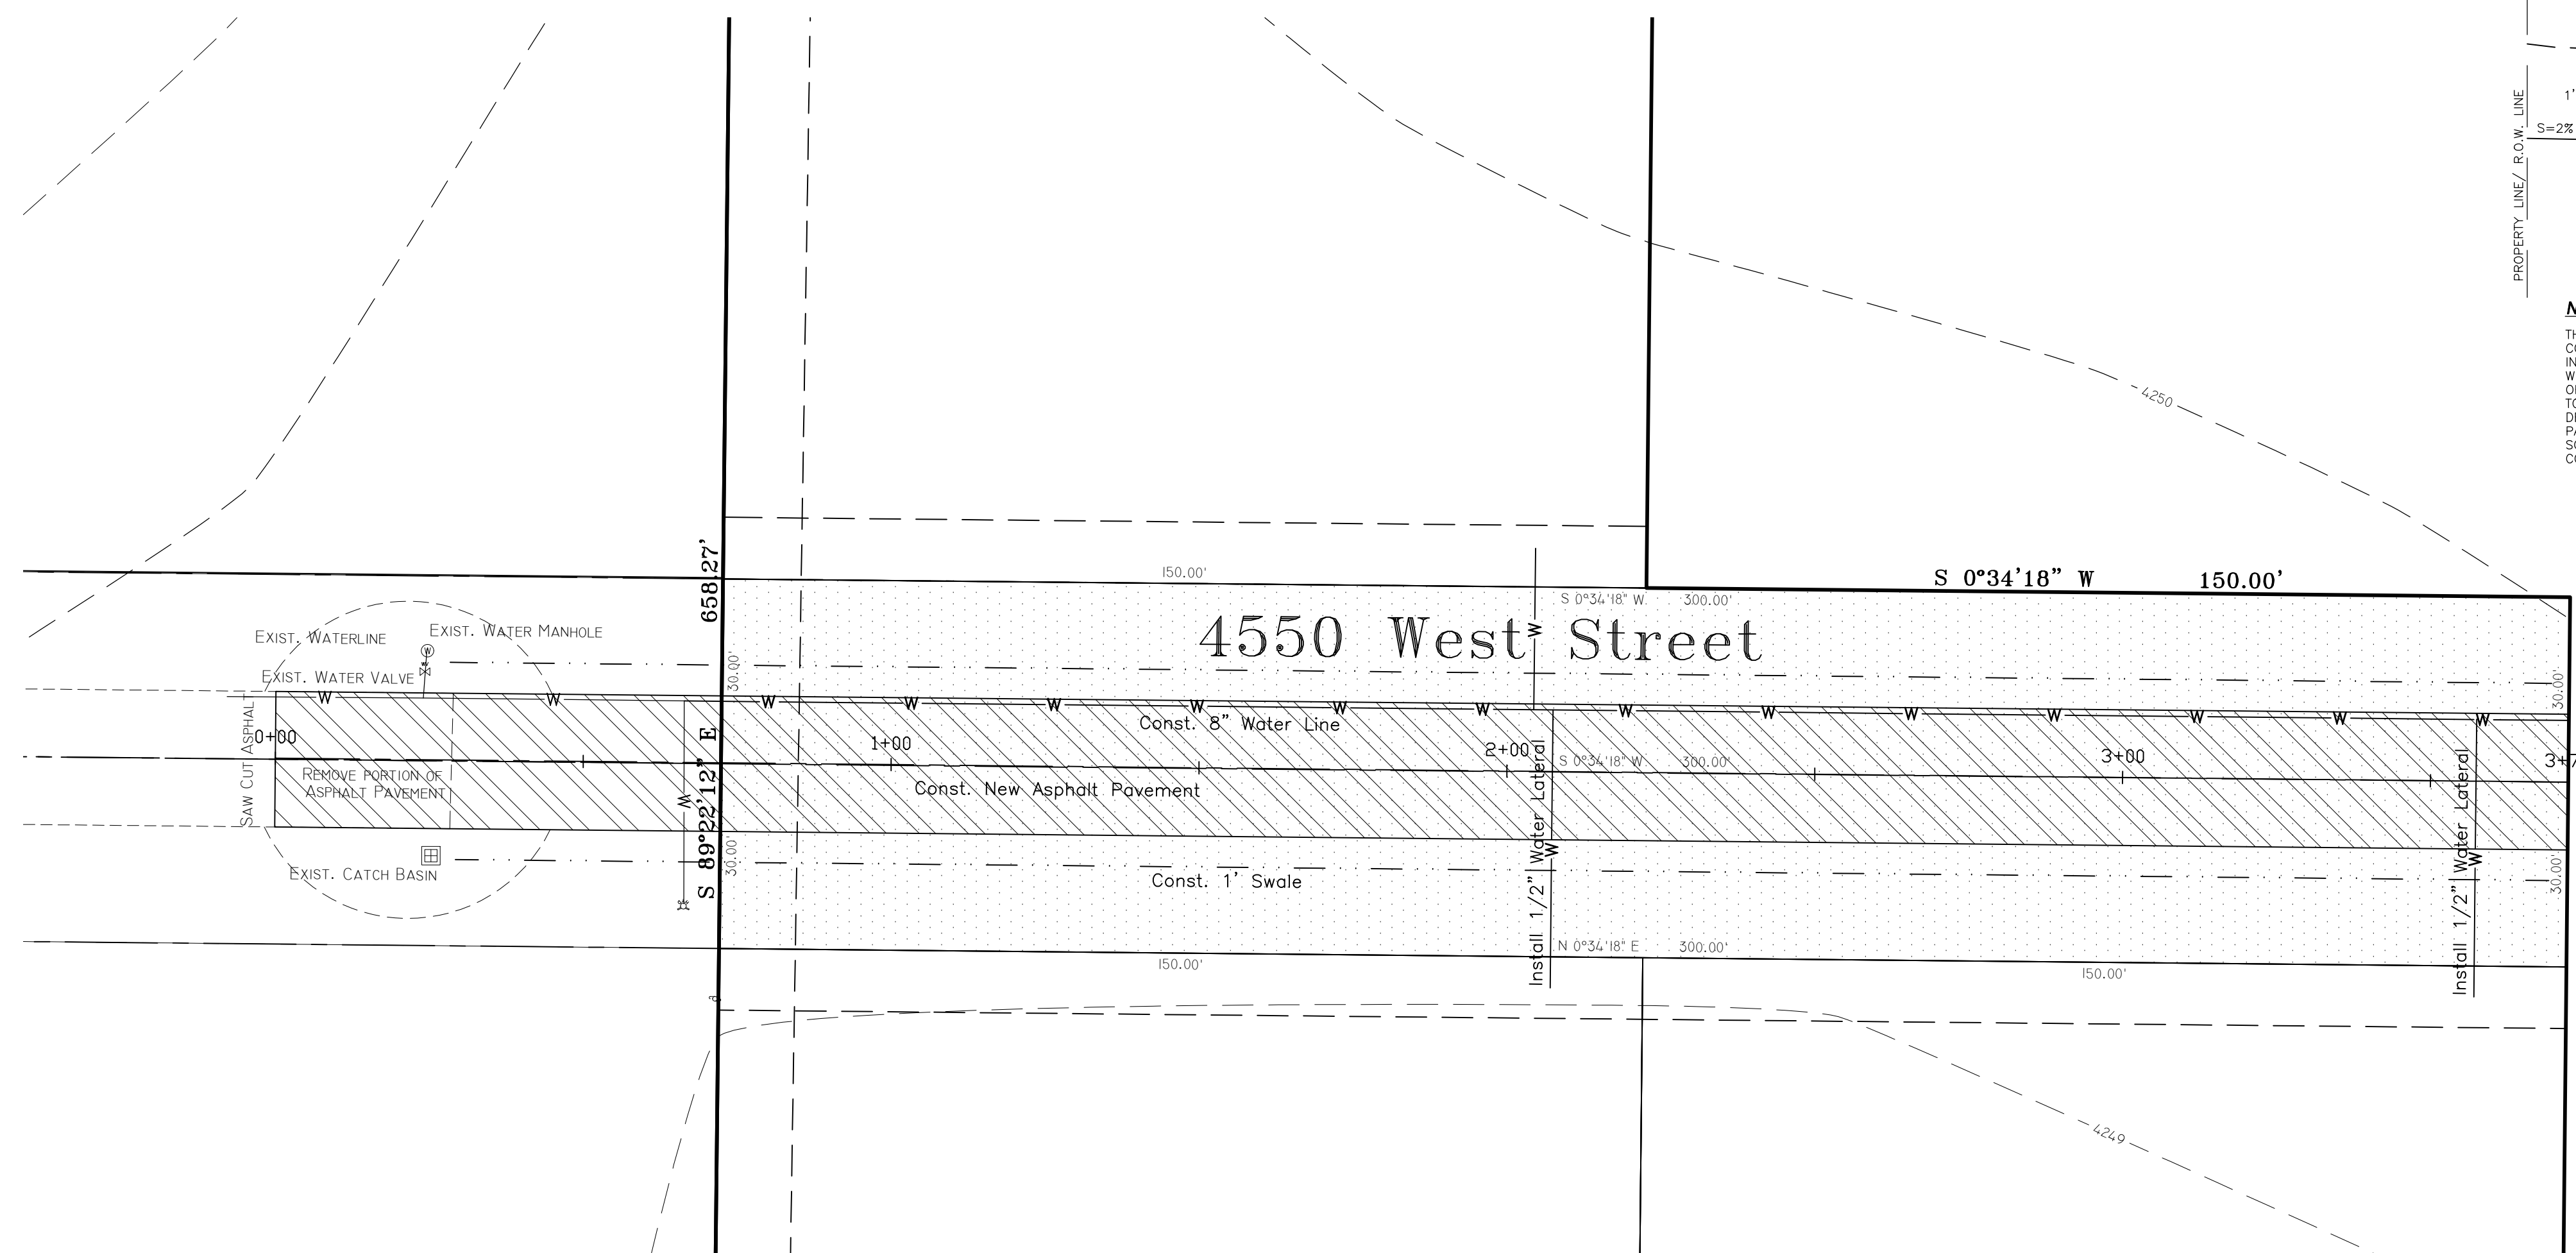 PROPERTY LINE/ R.O.W. LINE
1'
S=2%
4250
S 0°34'18" W 150.00'
658.27'
150.00'
S 0°34'18" W 300.00'
4550 West Street
EXIST. WATERLINE
EXIST. WATER MANHOLE
W
EXIST. WATER VALVE
W
30.00'
W
30.00'
SAW CUT ASPHALT
W W W W W W W W W W W W W W W
Const. 8" Water Line
0+00
1+00
2+00
3+00
S 0°34'18" W 300.00'
REMOVE PORTION OF
ASPHALT PAVEMENT
Const. New Asphalt Pavement
S 89°22'12" E
W
Install 1/2" Water Lateral
W
Install 1/2" Water Lateral
W
30.00'
30.00'
EXIST. CATCH BASIN
Const. 1' Swale
N 0°34'18" E 300.00'
150.00'
150.00'
4249